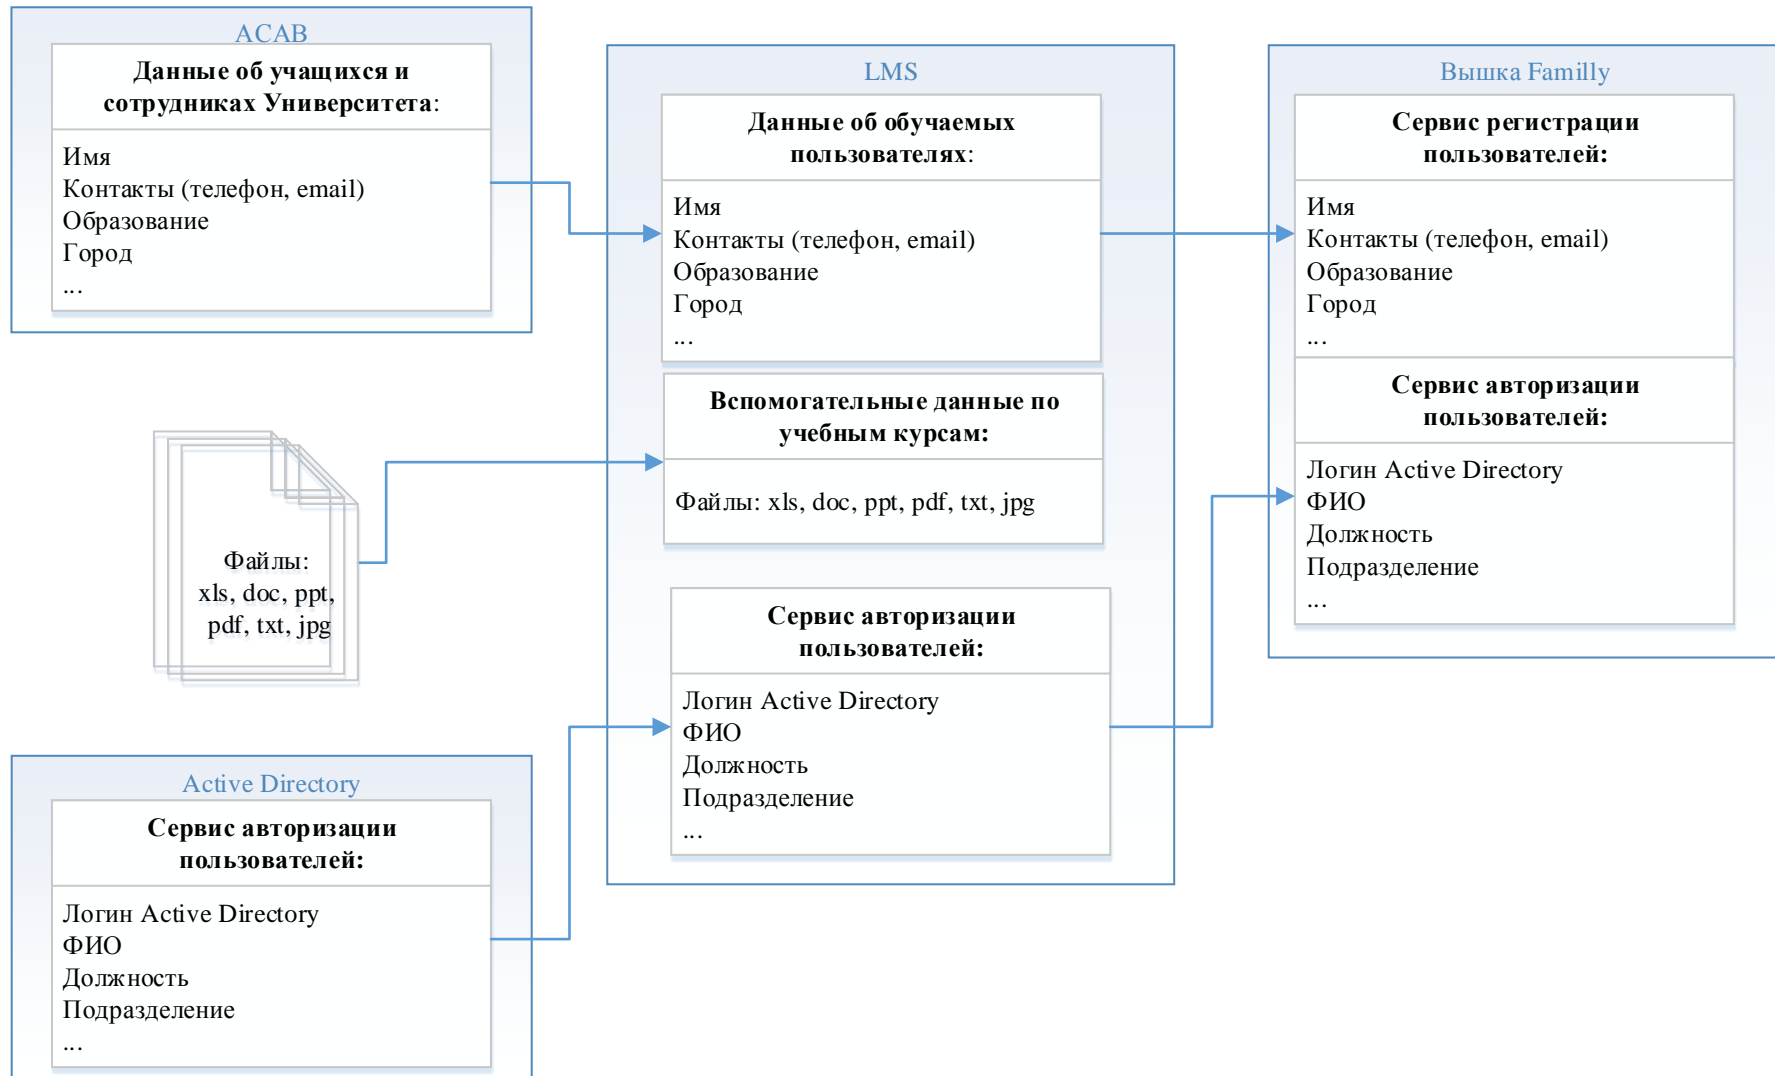 АСАВ
Данные об учащихся и
сотрудниках Университета:
Имя
Контакты (телефон, email)
Образование
Город
...
Файлы:
xls, doc, ppt,
pdf, txt, jpg
Active Directory
Сервис авторизации
пользователей:
Логин Active Directory
ФИО
Должность
Подразделение
...
LMS
Данные об обучаемых
пользователях:
Имя
Контакты (телефон, email)
Образование
Город
...
Вспомогательные данные по
учебным курсам:
Файлы: xls, doc, ppt, pdf, txt, jpg
Сервис авторизации
пользователей:
Логин Active Directory
ФИО
Должность
Подразделение
...
Вышка Familly
Сервис регистрации
пользователей:
Имя
Контакты (телефон, email)
Образование
Город
...
Сервис авторизации
пользователей:
Логин Active Directory
ФИО
Должность
Подразделение
...